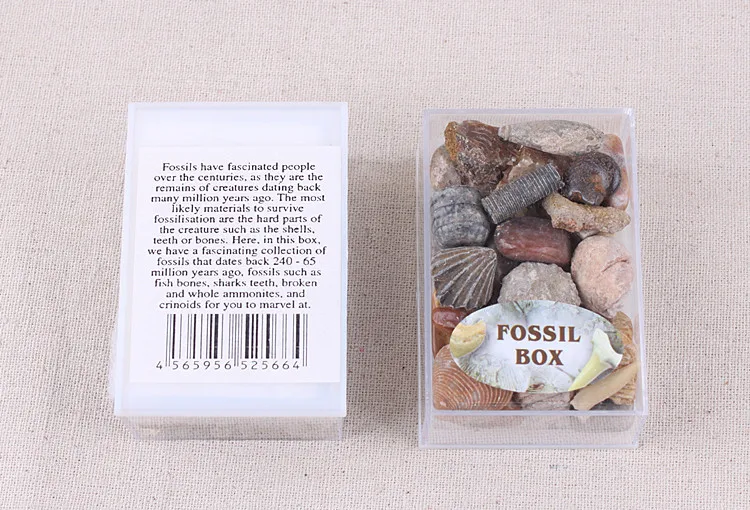 Fossils have fascinated people
over the centuries, as they are the
remains of creatures dating back
many million years ago. The most
likely materials to survive
fossilisation are the hard parts of
the creature such as the shells,
teeth or bones. Here, in this box,
we have a fascinating collection of
fossils that dates back 240 - 65
million years ago, fossils such as
fish bones, sharks teeth, broken
and whole ammonites, and
crinoids for you to marvel at.
4 565956 525664
FOSSIL
BOX